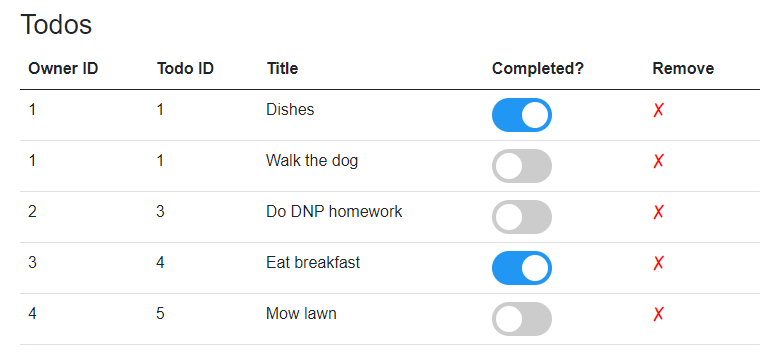 Todos
Owner ID Todo ID Title Completed? Remove
1 1 Dishes ✗
1 1 Walk the dog ✗
2 3 Do DNP homework ✗
3 4 Eat breakfast ✗
4 5 Mow lawn ✗